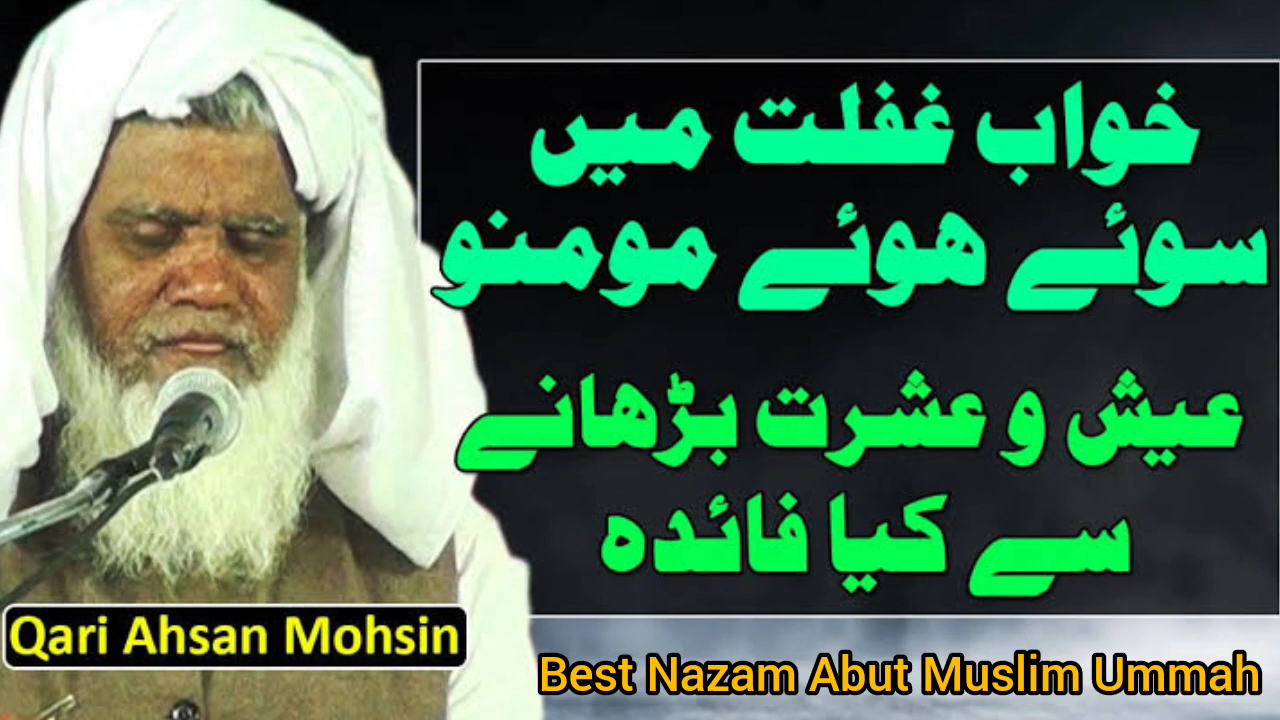 خواب غفلت میں
سوئے ھوئے مومنو
عیش و عشرت بڑھانے
سے کیا فائدہ
Qari Ahsan Mohsin
Best Nazam Abut Muslim Ummah